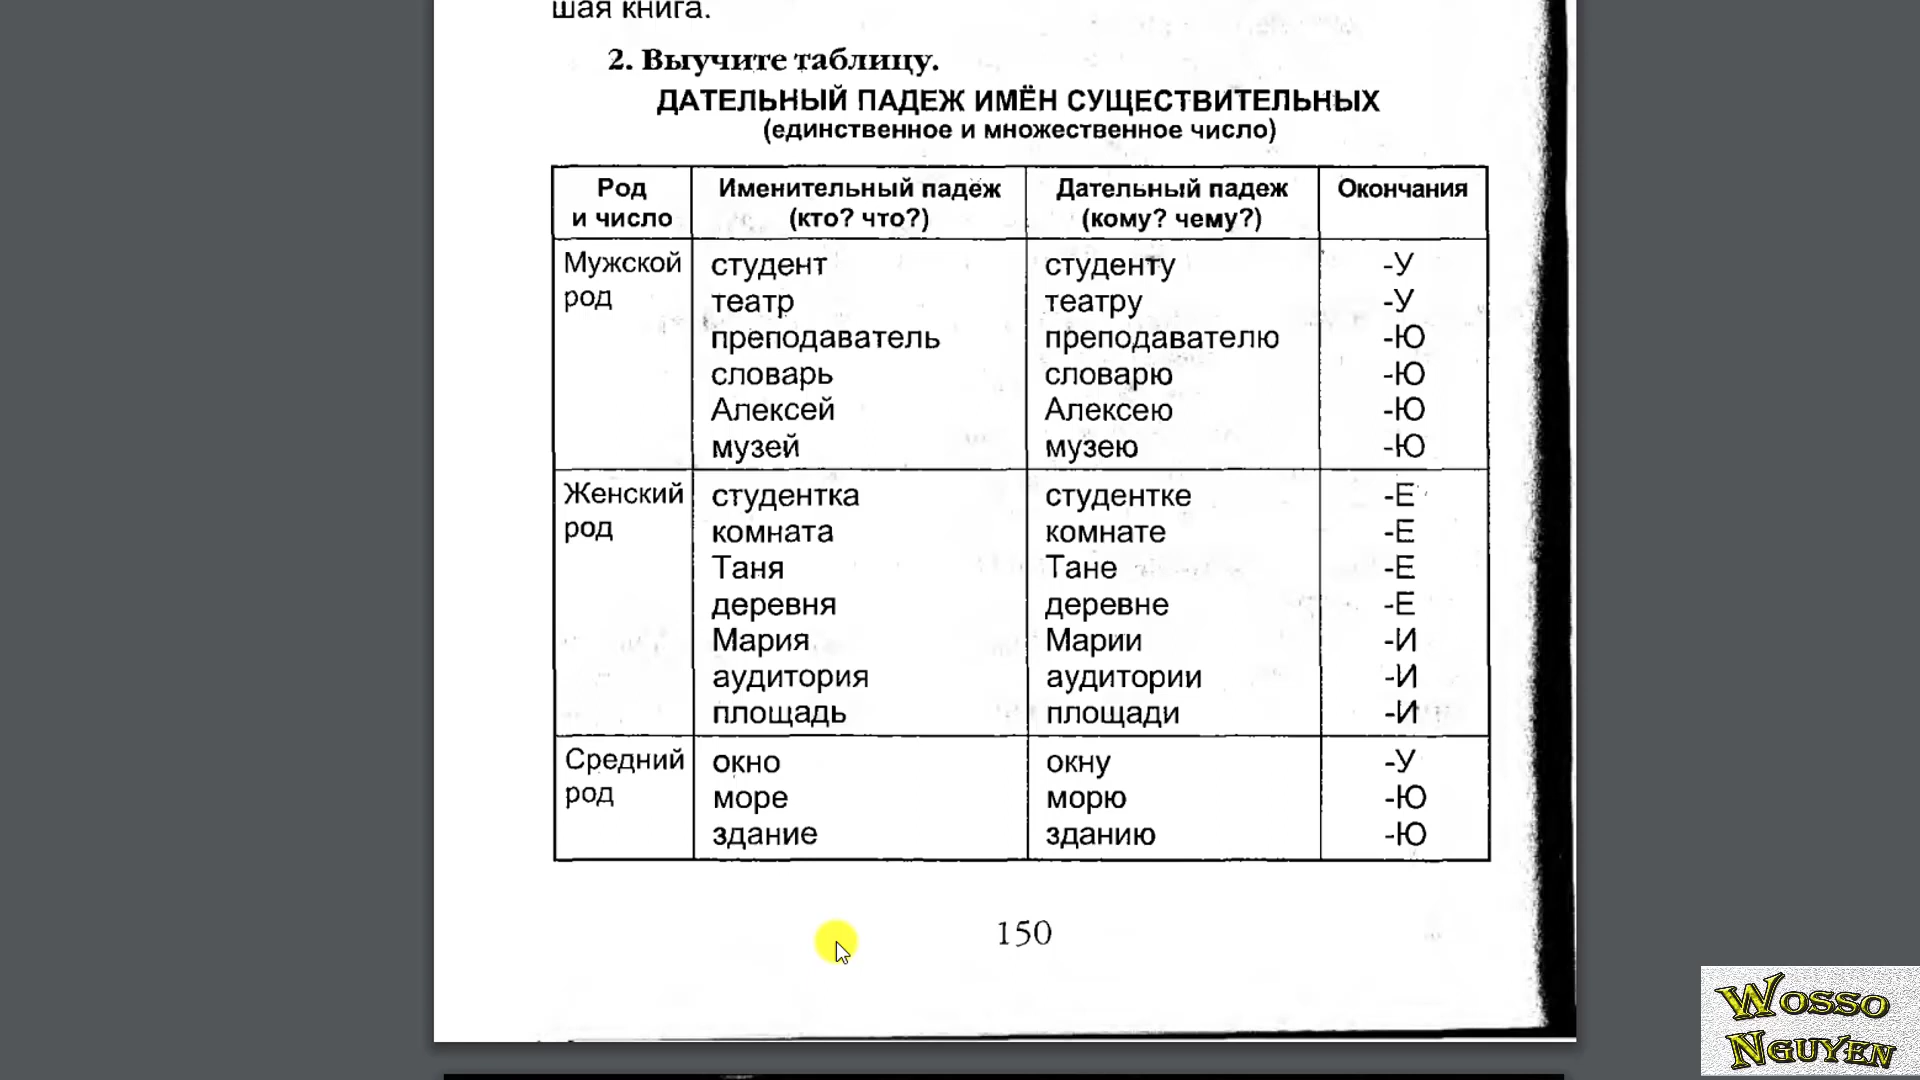 шая книга.
2. Выучите таблицу.
ДАТЕЛЬНЫЙ ПАДЕЖ ИМЁН СУЩЕСТВИТЕЛЬНЫХ
(единственное и множественное число)
Род и число Именительный падеж (кто? что?) Дательный падеж (кому? чему?) Окончания
Мужской род
студент студенту -У
театр театру -У
преподаватель преподавателю -Ю
словарь словарю -Ю
Алексей Алексею -Ю
музей музею -Ю
Женский род
студентка студентке -Е
комната комнате -Е
Таня Тане -Е
деревня деревне -Е
Мария Марии -И
аудитория аудитории -И
площадь площади -И
Средний род
окно окну -У
море морю -Ю
здание зданию -Ю
150
Wosso
Nguyen